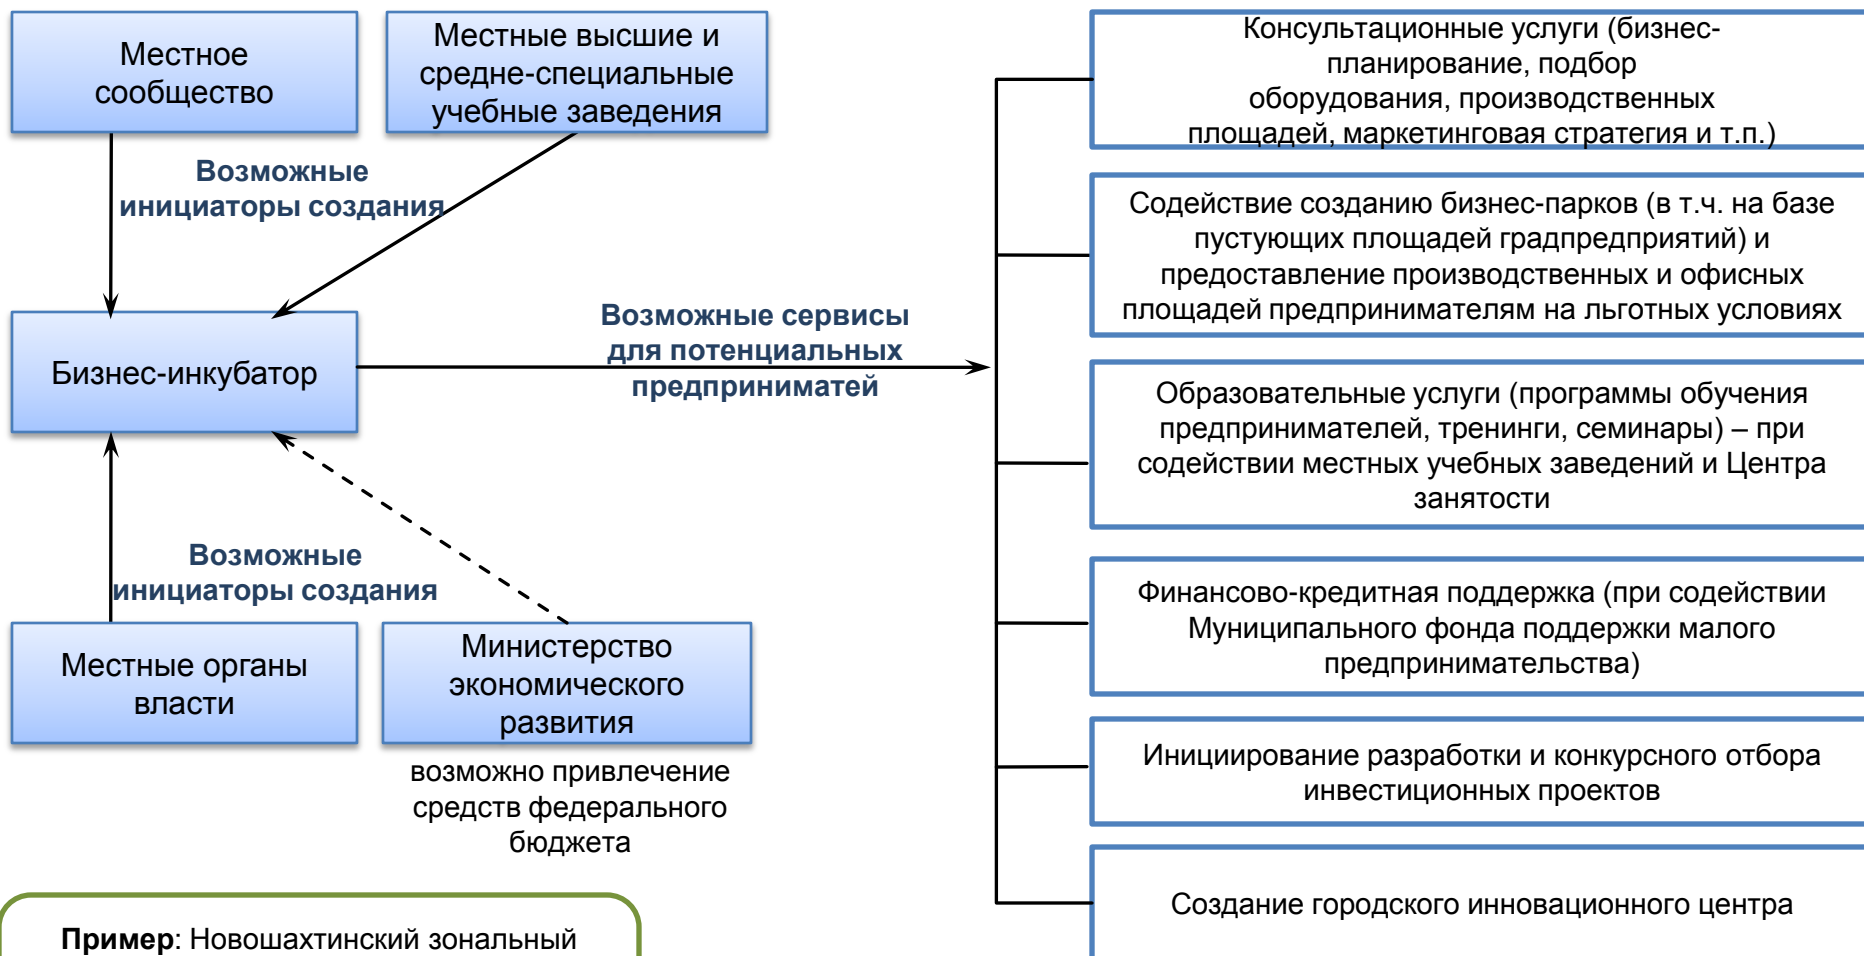 Местное
сообщество
Местные высшие и
средне-специальные
учебные заведения
Возможные
инициаторы создания
Бизнес-инкубатор
Возможные сервисы
для потенциальных
предприниматей
Возможные
инициаторы создания
Местные органы
власти
Министерство
экономического
развития
возможно привлечение
средств федерального
бюджета
Пример: Новошахтинский зональный
Консультационные услуги (бизнес-
планирование, подбор
оборудования, производственных
площадей, маркетинговая стратегия и т.п.)
Содействие созданию бизнес-парков (в т.ч. на базе
пустующих площадей градпредприятий) и
предоставление производственных и офисных
площадей предпринимателям на льготных условиях
Образовательные услуги (программы обучения
предпринимателей, тренинги, семинары) – при
содействии местных учебных заведений и Центра
занятости
Финансово-кредитная поддержка (при содействии
Муниципального фонда поддержки малого
предпринимательства)
Инициирование разработки и конкурсного отбора
инвестиционных проектов
Создание городского инновационного центра